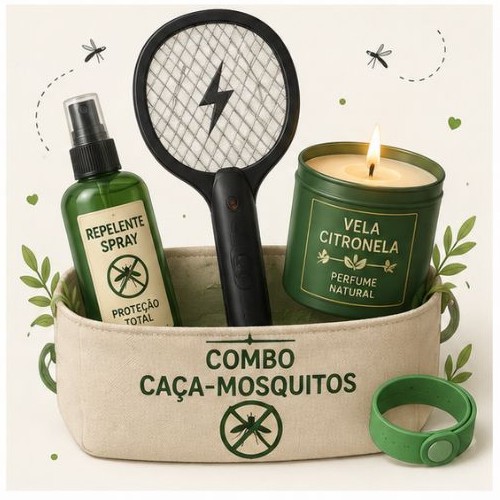 REPELENTE
SPRAY
PROTEÇÃO
TOTAL
VELA
CITRONELA
PERFUME
NATURAL
COMBO
CAÇA-MOSQUITOS